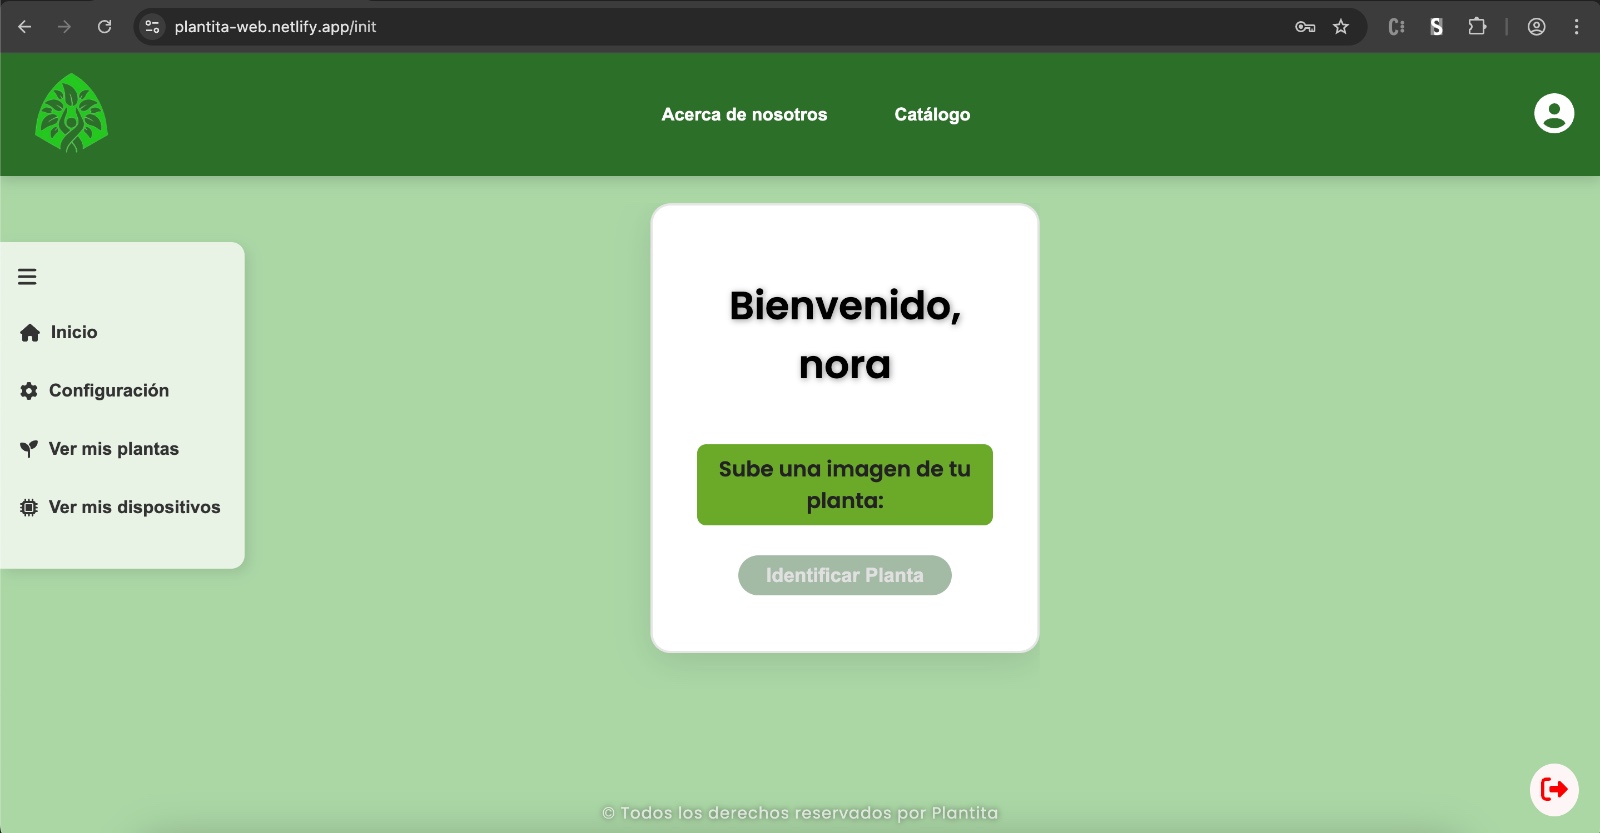 plantita-web.netlify.app/init
Acerca de nosotros
Catálogo
Inicio
Configuración
Ver mis plantas
Ver mis dispositivos
Bienvenido,
nora
Sube una imagen de tu
planta:
Identificar Planta
© Todos los derechos reservados por Plantita